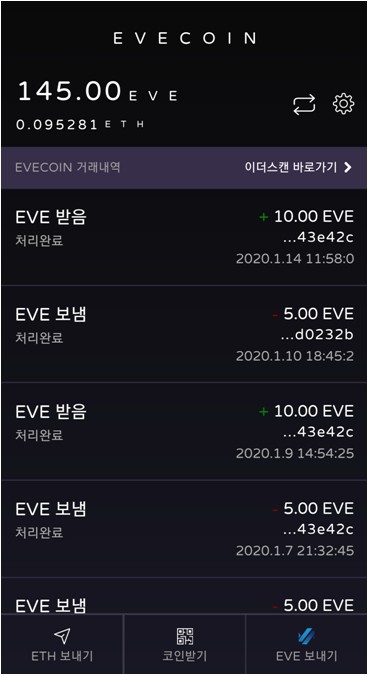 EVECOIN
145.00 EVE
0.095281 ETH
EVECOIN 거래내역 이더스캔 바로가기
EVE 받음 + 10.00 EVE
처리완료 ...43e42c
2020.1.14 11:58:0
EVE 보냄 - 5.00 EVE
처리완료 ...d0232b
2020.1.10 18:45:2
EVE 받음 + 10.00 EVE
처리완료 ...43e42c
2020.1.9 14:54:25
EVE 보냄 - 5.00 EVE
처리완료 ...43e42c
2020.1.7 21:32:45
EVE 보냄 - 5.00 EVE
ETH 보내기 코인받기 EVE 보내기